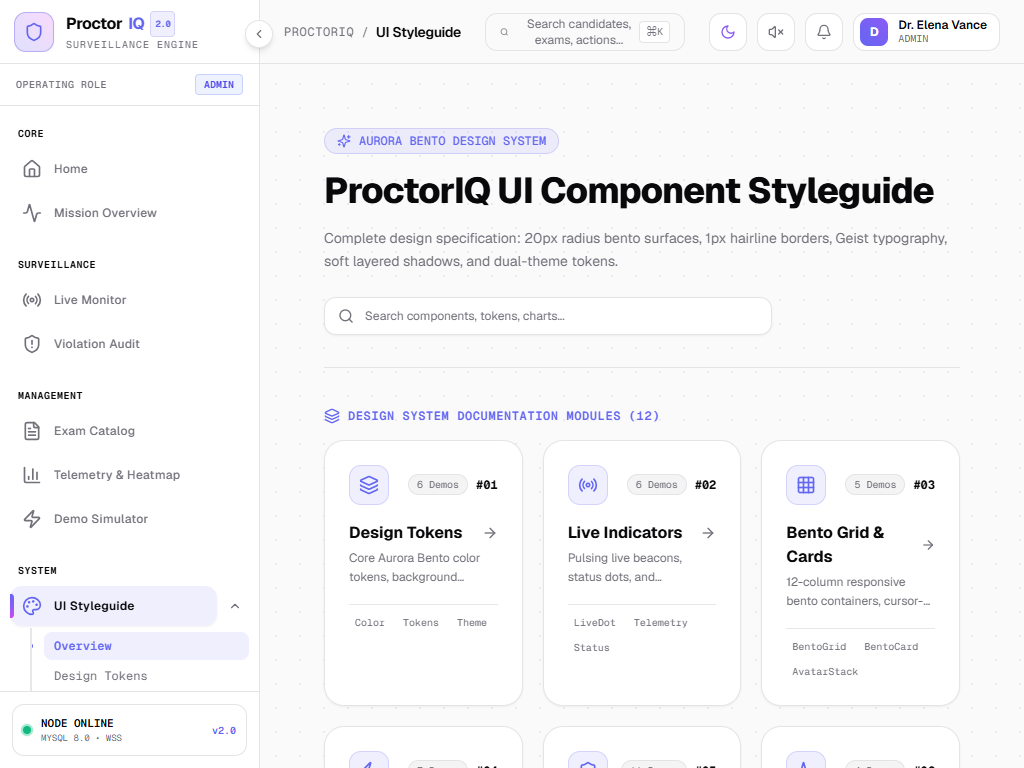 Proctor IQ 2.0
SURVEILLANCE ENGINE
OPERATING ROLE ADMIN
CORE
Home
Mission Overview
SURVEILLANCE
Live Monitor
Violation Audit
MANAGEMENT
Exam Catalog
Telemetry & Heatmap
Demo Simulator
SYSTEM
UI Styleguide
Overview
Design Tokens
NODE ONLINE
MYSQL 8.0 • WSS
v2.0
PROCTORIQ / UI Styleguide
Search candidates,
exams, actions...
⌘K
D
Dr. Elena Vance
ADMIN
AURORA BENTO DESIGN SYSTEM
ProctorIQ UI Component Styleguide
Complete design specification: 20px radius bento surfaces, 1px hairline borders, Geist typography,
soft layered shadows, and dual-theme tokens.
Search components, tokens, charts...
DESIGN SYSTEM DOCUMENTATION MODULES (12)
6 Demos #01
Design Tokens
Core Aurora Bento color
tokens, background...
Color Tokens Theme
6 Demos #02
Live Indicators
Pulsing live beacons,
status dots, and...
LiveDot Telemetry
Status
5 Demos #03
Bento Grid &
Cards
12-column responsive
bento containers, cursor-...
BentoGrid BentoCard
AvatarStack